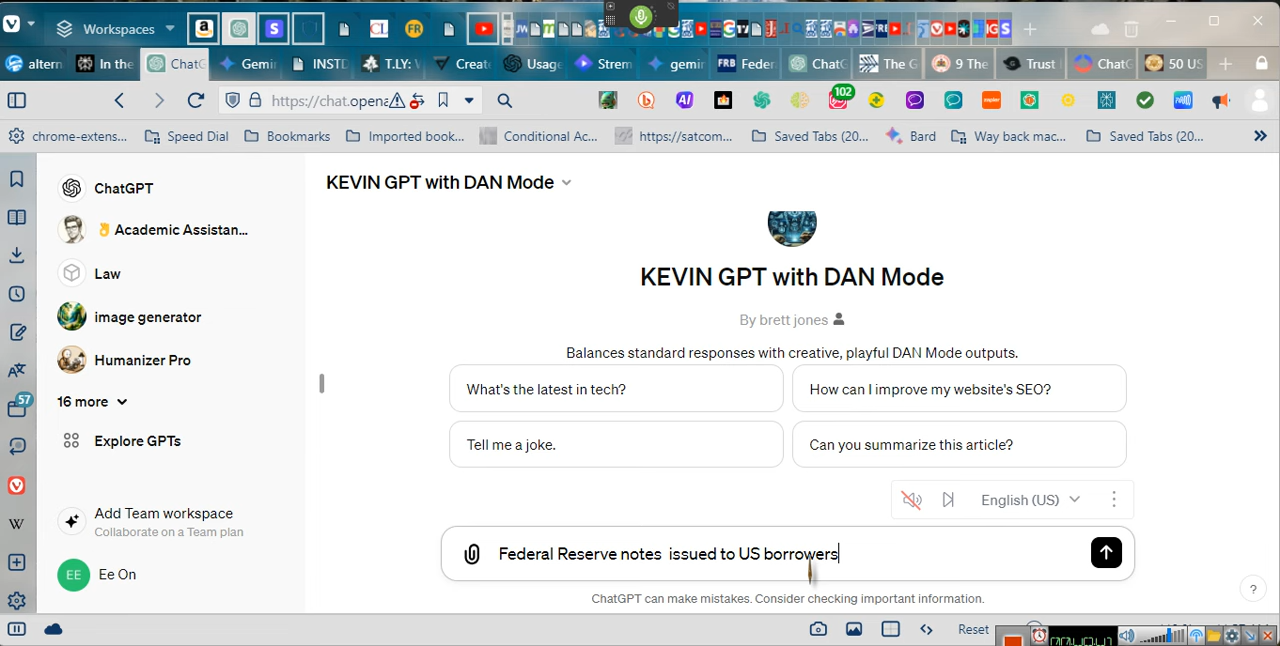 Workspaces
altern
In the
ChatG
Gemi
INSTD
T.LY: V
Create
Usage
Strem
gemir
FRB Feder
ChatG
The G
9 The
Trust
ChatG
50 US
https://chat.opena
102
chrome-extens...
Speed Dial
Bookmarks
Imported book...
Conditional Ac...
https://satcom...
Saved Tabs (20...
Bard
Way back mac...
Saved Tabs (20...
ChatGPT
Academic Assistan...
Law
image generator
Humanizer Pro
16 more
Explore GPTs
Add Team workspace
Collaborate on a Team plan
EE Ee On
57
KEVIN GPT with DAN Mode
KEVIN GPT with DAN Mode
By brett jones
Balances standard responses with creative, playful DAN Mode outputs.
What's the latest in tech?
How can I improve my website's SEO?
Tell me a joke.
Can you summarize this article?
English (US)
Federal Reserve notes issued to US borrowers
ChatGPT can make mistakes. Consider checking important information.
?
Reset